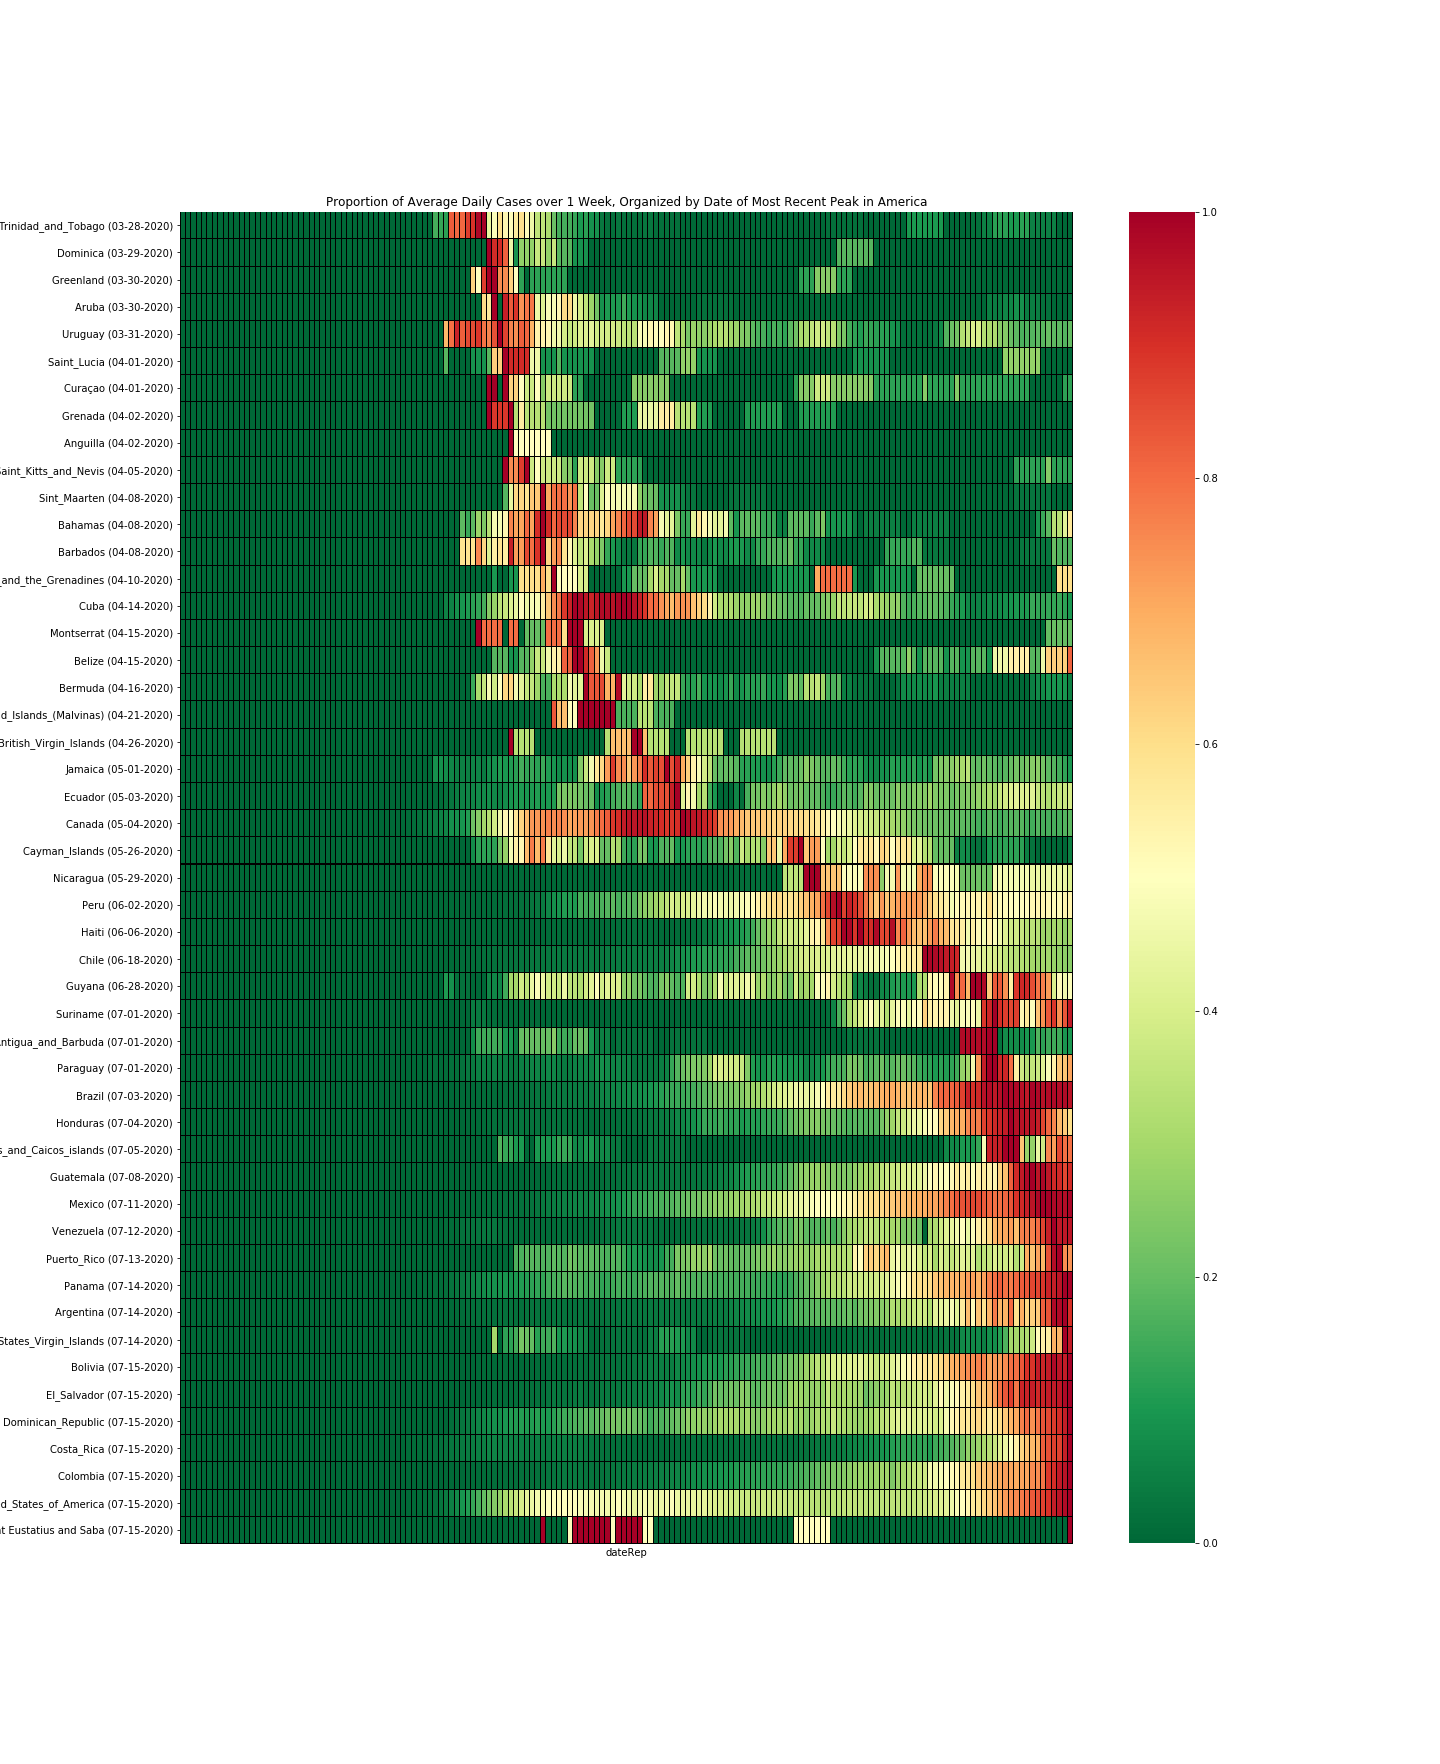 Proportion of Average Daily Cases over 1 Week, Organized by Date of Most Recent Peak in America
Trinidad_and_Tobago (03-28-2020)
Dominica (03-29-2020)
Greenland (03-30-2020)
Aruba (03-30-2020)
Uruguay (03-31-2020)
Saint_Lucia (04-01-2020)
Curaçao (04-01-2020)
Grenada (04-02-2020)
Anguilla (04-02-2020)
Saint_Kitts_and_Nevis (04-05-2020)
Sint_Maarten (04-08-2020)
Bahamas (04-08-2020)
Barbados (04-08-2020)
_and_the_Grenadines (04-10-2020)
Cuba (04-14-2020)
Montserrat (04-15-2020)
Belize (04-15-2020)
Bermuda (04-16-2020)
d_Islands_(Malvinas) (04-21-2020)
British_Virgin_Islands (04-26-2020)
Jamaica (05-01-2020)
Ecuador (05-03-2020)
Canada (05-04-2020)
Cayman_Islands (05-26-2020)
Nicaragua (05-29-2020)
Peru (06-02-2020)
Haiti (06-06-2020)
Chile (06-18-2020)
Guyana (06-28-2020)
Suriname (07-01-2020)
Antigua_and_Barbuda (07-01-2020)
Paraguay (07-01-2020)
Brazil (07-03-2020)
Honduras (07-04-2020)
s_and_Caicos_islands (07-05-2020)
Guatemala (07-08-2020)
Mexico (07-11-2020)
Venezuela (07-12-2020)
Puerto_Rico (07-13-2020)
Panama (07-14-2020)
Argentina (07-14-2020)
States_Virgin_Islands (07-14-2020)
Bolivia (07-15-2020)
El_Salvador (07-15-2020)
Dominican_Republic (07-15-2020)
Costa_Rica (07-15-2020)
Colombia (07-15-2020)
d_States_of_America (07-15-2020)
t Eustatius and Saba (07-15-2020)
dateRep
1.0
0.8
0.6
0.4
0.2
0.0